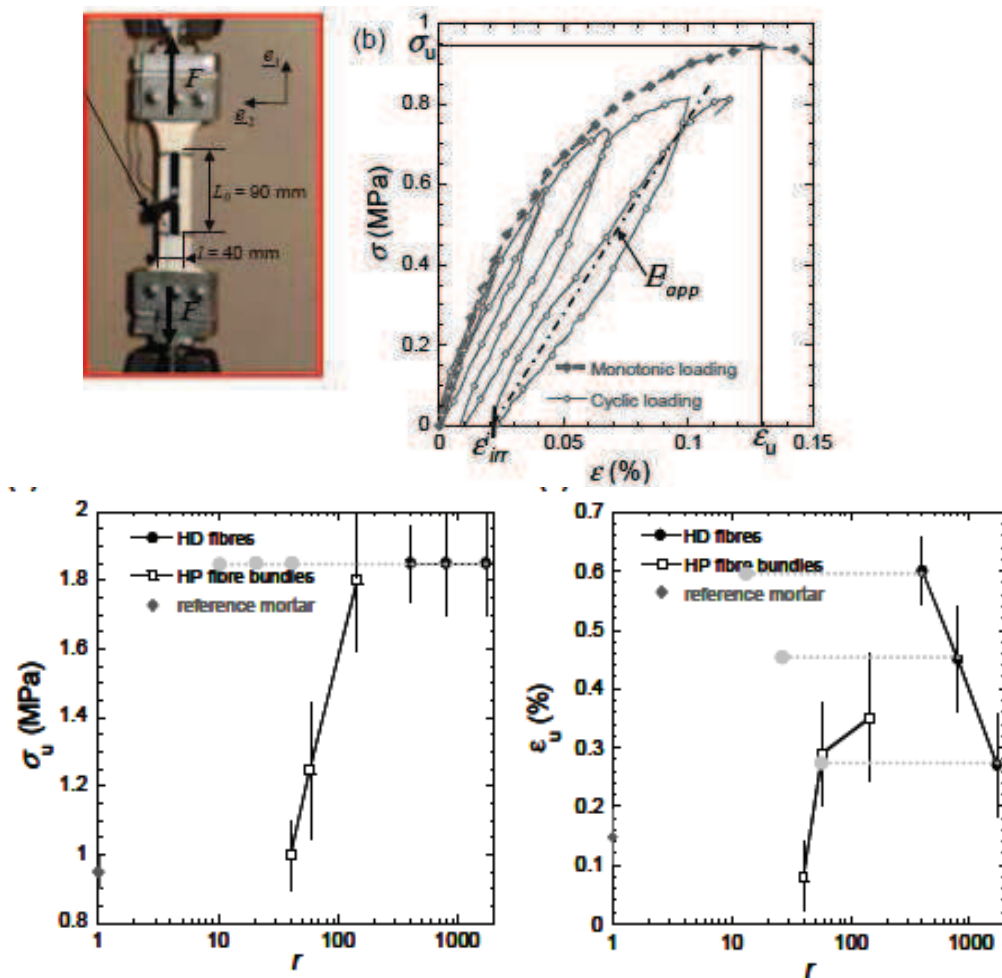 F
e₁
e₂
L₀ = 90 mm
l = 40 mm
F
(b)
σᵤ
1
0.8
0.6
0.4
0.2
0
σ (MPa)
E_app
Monotonic loading
Cyclic loading
0 0.05 0.1 0.15
ε_irr
εᵤ
ε (%)
2
1.8
1.6
1.4
1.2
1
0.8
σᵤ (MPa)
HD fibres
HP fibre bundles
reference mortar
1 10 100 1000
r
0.7
0.6
0.5
0.4
0.3
0.2
0.1
0
εᵤ (%)
HD fibres
HP fibre bundles
reference mortar
1 10 100 1000
r